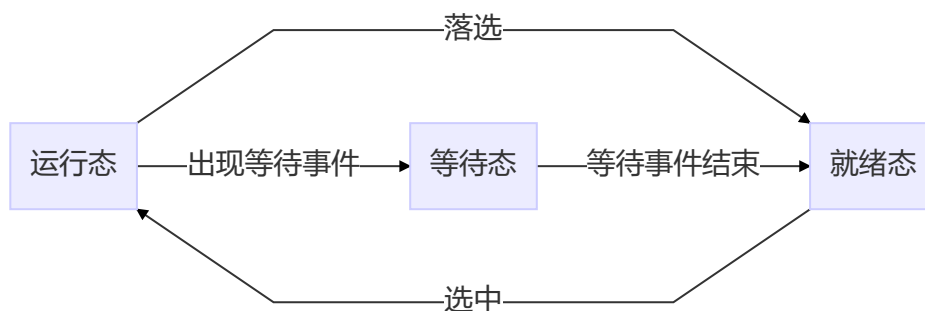 落选
运行态
出现等待事件
等待态
等待事件结束
就绪态
选中